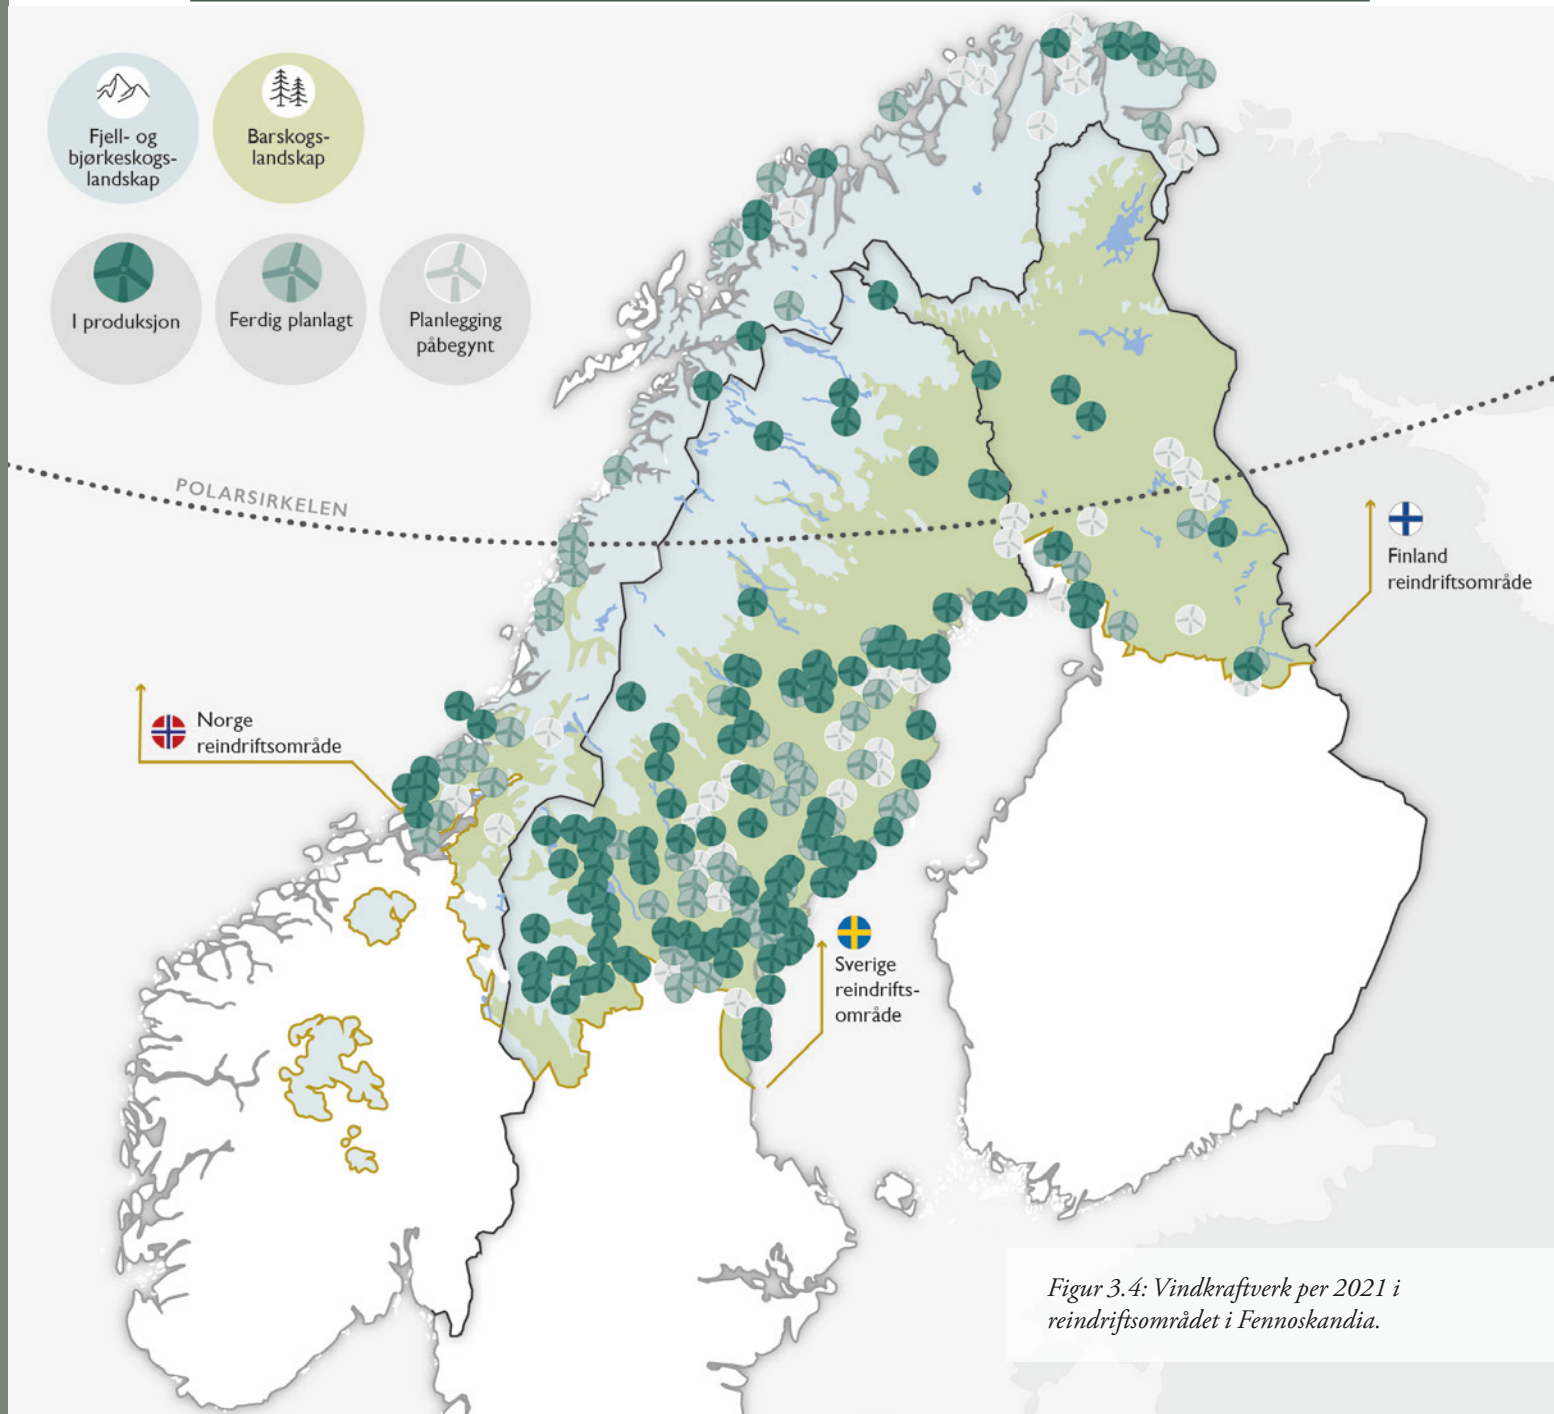 Fjell- og
bjørkeskogs-
landskap
Barskogs-
landskap
I produksjon
Ferdig planlagt
Planlegging
påbegynt
POLARSIRKELEN
Finland
reindriftsområde
Norge
reindriftsområde
Sverige
reindrifts-
område
Figur 3.4: Vindkraftverk per 2021 i
reindriftsområdet i Fennoskandia.